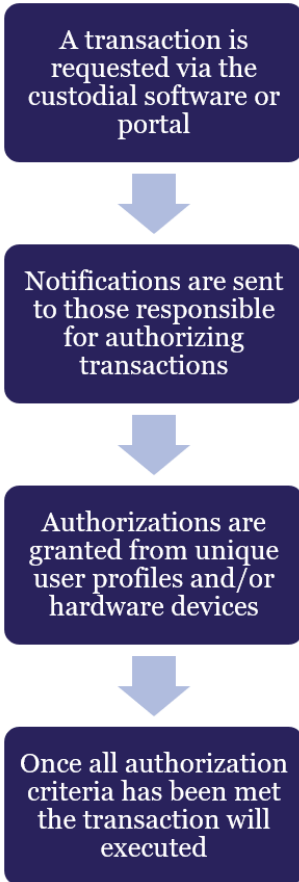 A transaction is
requested via the
custodial software or
portal
Notifications are sent
to those responsible
for authorizing
transactions
Authorizations are
granted from unique
user profiles and/or
hardware devices
Once all authorization
criteria has been met
the transaction will
executed